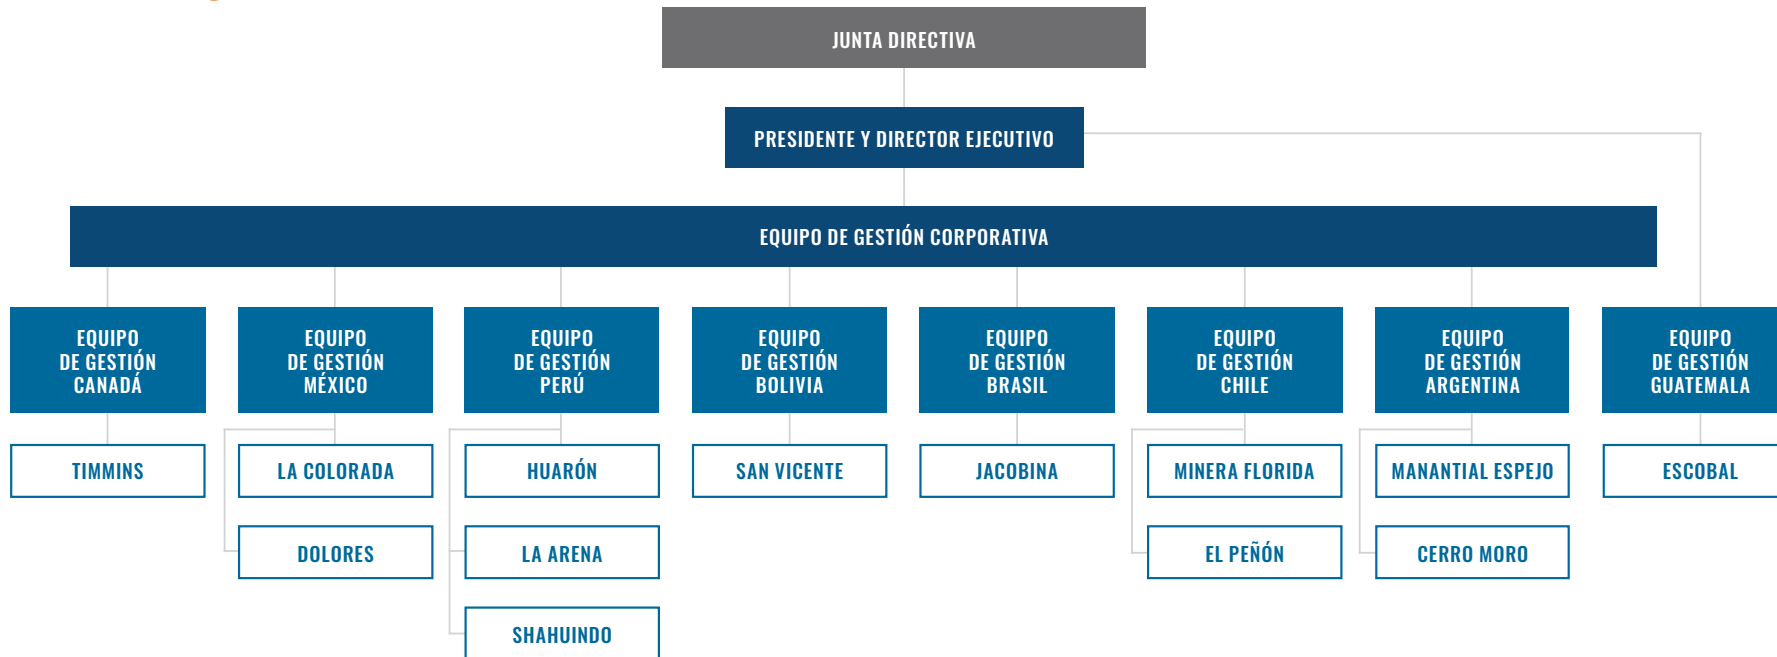 JUNTA DIRECTIVA
PRESIDENTE Y DIRECTOR EJECUTIVO
EQUIPO DE GESTIÓN CORPORATIVA
EQUIPO
DE GESTIÓN
CANADÁ
EQUIPO
DE GESTIÓN
MÉXICO
EQUIPO
DE GESTIÓN
PERÚ
EQUIPO
DE GESTIÓN
BOLIVIA
EQUIPO
DE GESTIÓN
BRASIL
EQUIPO
DE GESTIÓN
CHILE
EQUIPO
DE GESTIÓN
ARGENTINA
EQUIPO
DE GESTIÓN
GUATEMALA
TIMMINS
LA COLORADA
HUARÓN
SAN VICENTE
JACOBINA
MINERA FLORIDA
MANANTIAL ESPEJO
ESCOBAL
DOLORES
LA ARENA
EL PEÑÓN
CERRO MORO
SHAHUINDO